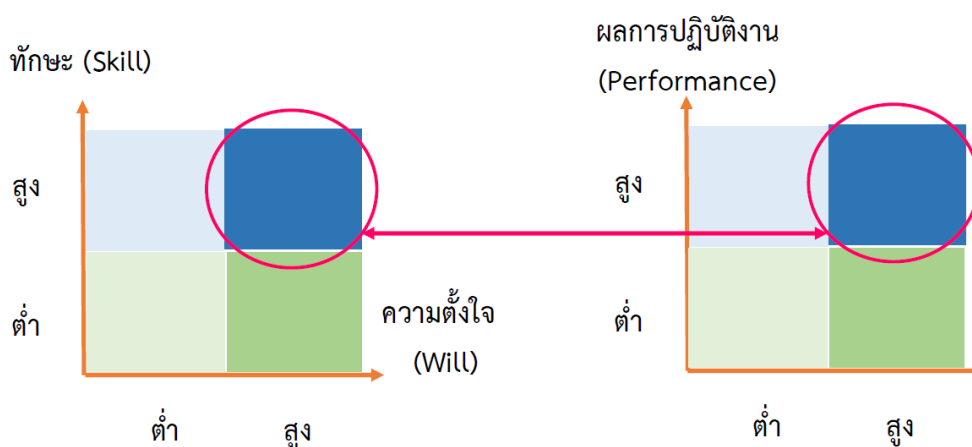 ทักษะ (Skill)
สูง
ต่ำ
ความตั้งใจ
(Will)
ต่ำ
สูง
ผลการปฏิบัติงาน
(Performance)
สูง
ต่ำ
ต่ำ
สูง